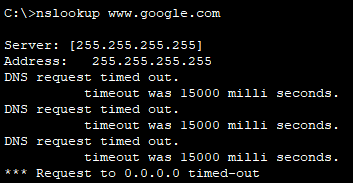 C:\>nslookup www.google.com
Server: [255.255.255.255]
Address:  255.255.255.255
DNS request timed out.
timeout was 15000 milli seconds.
DNS request timed out.
timeout was 15000 milli seconds.
DNS request timed out.
timeout was 15000 milli seconds.
*** Request to 0.0.0.0 timed-out